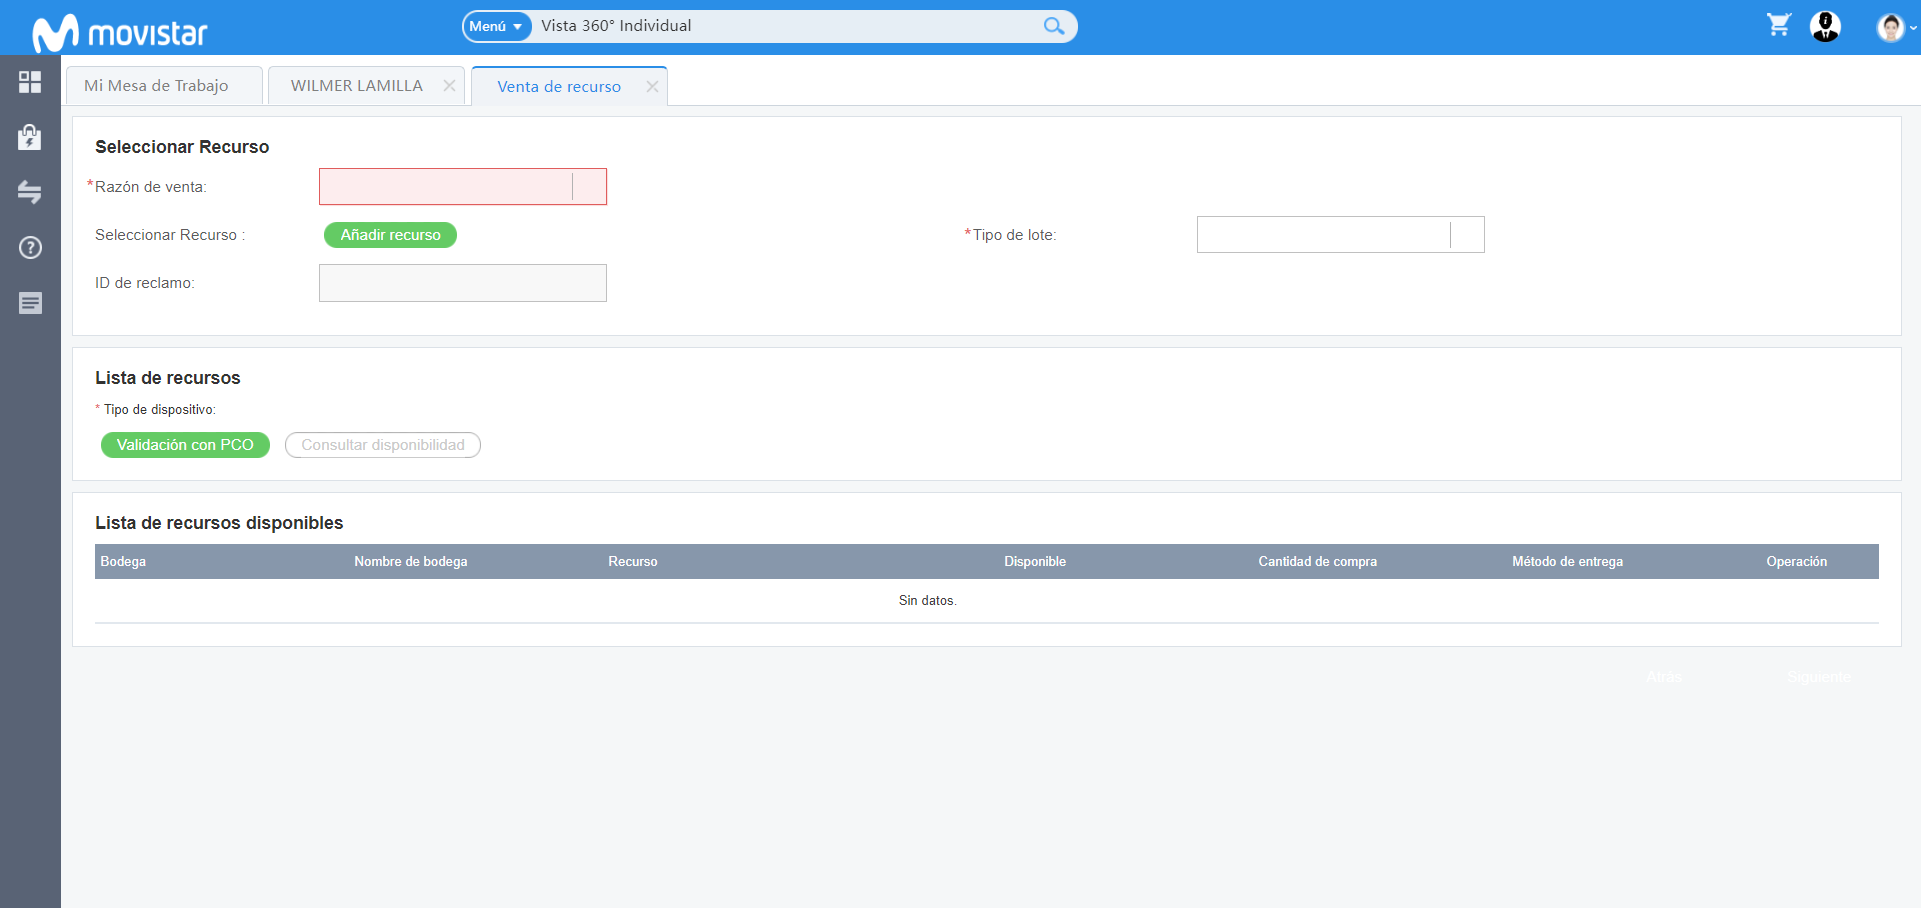 movistar
Menú
Vista 360° Individual
Mi Mesa de Trabajo
WILMER LAMILLA
Venta de recurso
Seleccionar Recurso
*Razón de venta:
Seleccionar Recurso :
Añadir recurso
*Tipo de lote:
ID de reclamo:
Lista de recursos
* Tipo de dispositivo:
Validación con PCO
Consultar disponibilidad
Lista de recursos disponibles
Bodega Nombre de bodega Recurso Disponible Cantidad de compra Método de entrega Operación
Sin datos.
Atrás
Siguiente